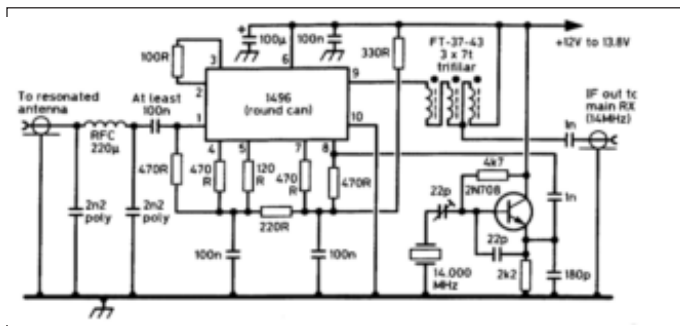 100R
3
+
100µ
6
100n
330R
FT-37-43
3 x 7t
trifilar
+12V to 13.8V
9
2
1496
(round can)
10
To resonated
antenna
At least
100n
1
IF out to
main RX
(14MHz)
RFC
220µ
4
5
7
8
1n
470R
470
R
120
R
470
R
470R
4k7
2N708
22p
1n
2n2
poly
2n2
poly
220R
100n
100n
22p
14.000
MHz
2k2
180p